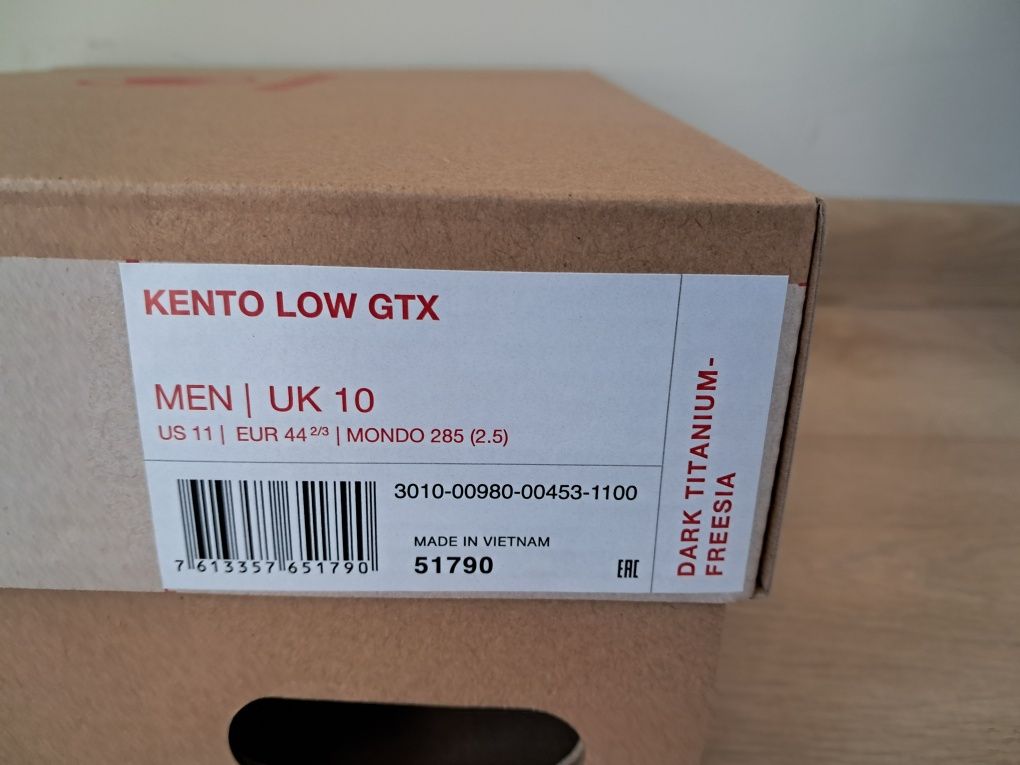 KENTO LOW GTX
MEN | UK 10
US 11 | EUR 44 2/3 | MONDO 285 (2.5)
3010-00980-00453-1100
MADE IN VIETNAM
51790
7 613357 651790
EAC
DARK TITANIUM-
FREESIA